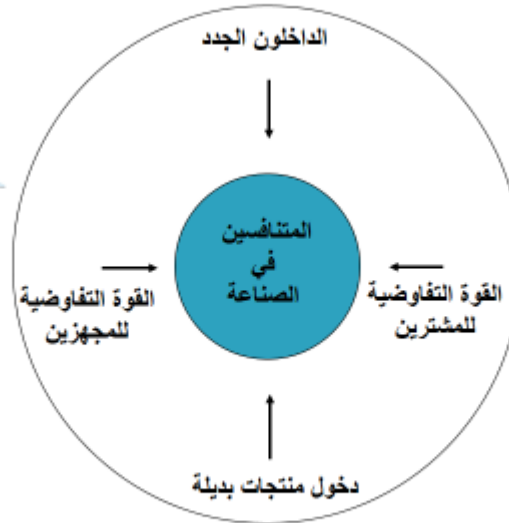 الداخلون الجدد
المتنافسين
في
الصناعة
القوة التفاوضية
للمشترين
القوة التفاوضية
للمجهزين
دخول منتجات بديلة